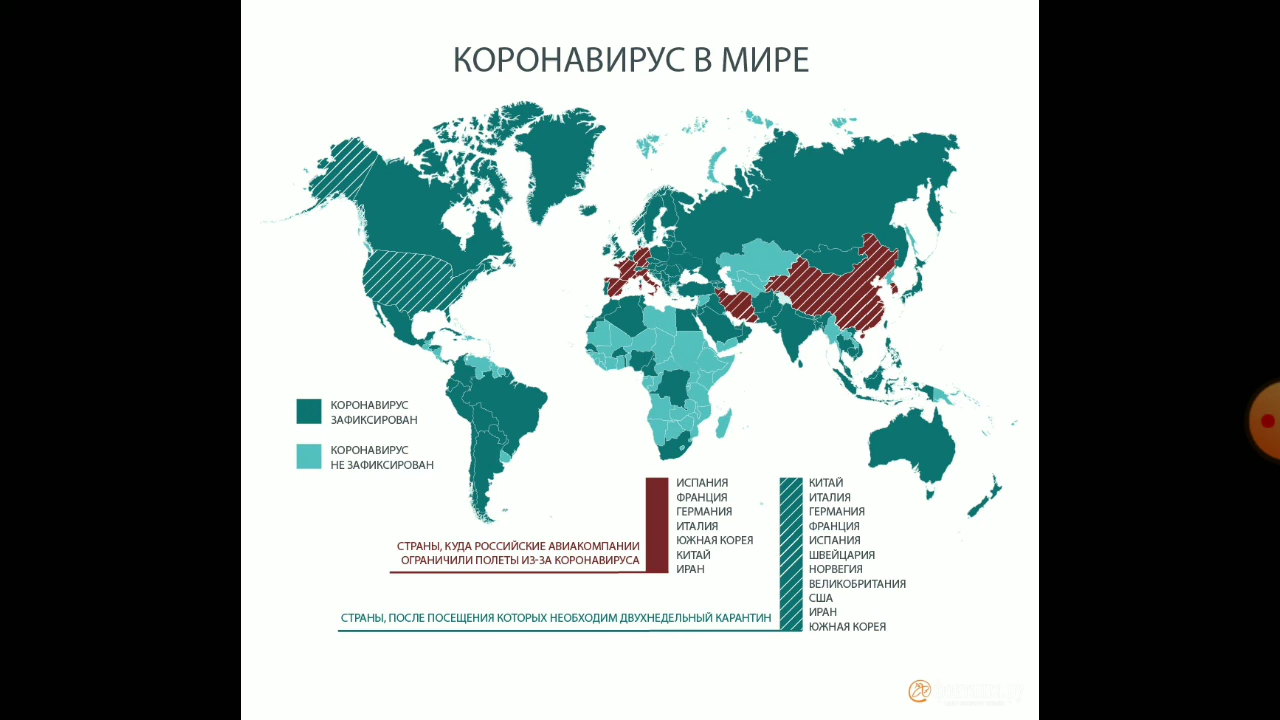 КОРОНАВИРУС В МИРЕ
КОРОНАВИРУС
ЗАФИКСИРОВАН
КОРОНАВИРУС
НЕ ЗАФИКСИРОВАН
СТРАНЫ, КУДА РОССИЙСКИЕ АВИАКОМПАНИИ
ОГРАНИЧИЛИ ПОЛЕТЫ ИЗ-ЗА КОРОНАВИРУСА
ИСПАНИЯ
ФРАНЦИЯ
ГЕРМАНИЯ
ИТАЛИЯ
ЮЖНАЯ КОРЕЯ
КИТАЙ
ИРАН
СТРАНЫ, ПОСЛЕ ПОСЕЩЕНИЯ КОТОРЫХ НЕОБХОДИМ ДВУХНЕДЕЛЬНЫЙ КАРАНТИН
КИТАЙ
ИТАЛИЯ
ГЕРМАНИЯ
ФРАНЦИЯ
ИСПАНИЯ
ШВЕЙЦАРИЯ
НОРВЕГИЯ
ВЕЛИКОБРИТАНИЯ
США
ИРАН
ЮЖНАЯ КОРЕЯ